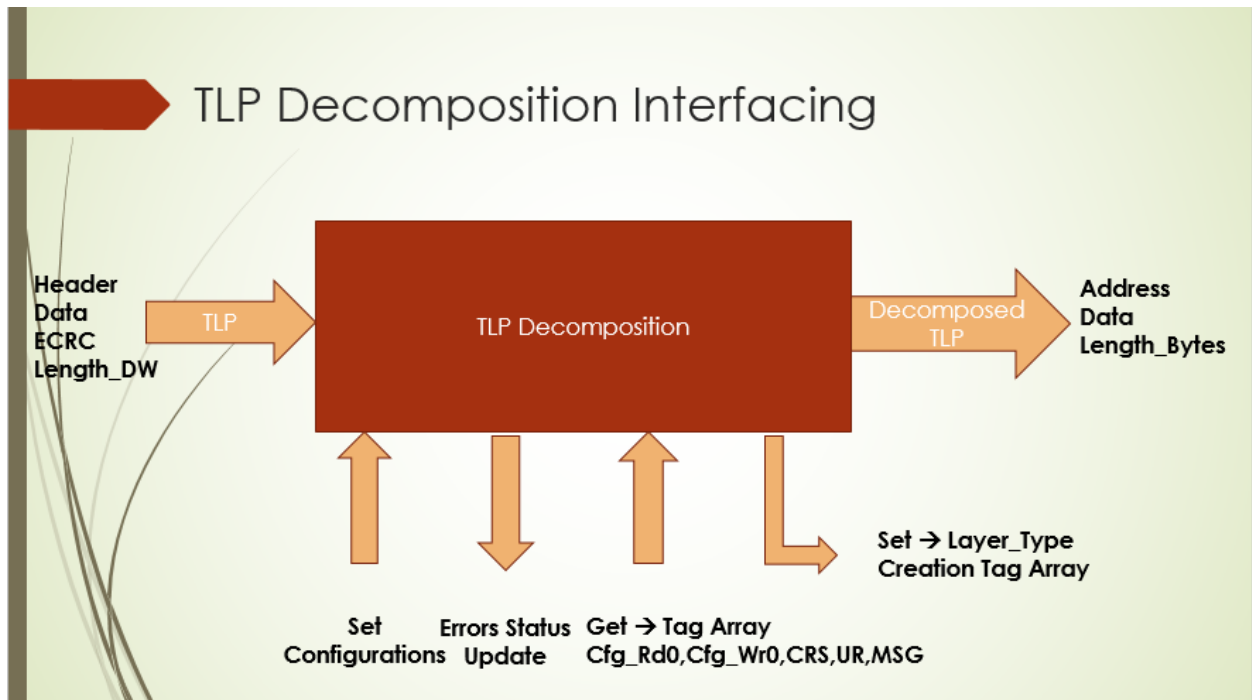 TLP Decomposition Interfacing
Header
Data
ECRC
Length_DW
TLP
TLP Decomposition
Decomposed
TLP
Address
Data
Length_Bytes
Set → Layer_Type
Creation Tag Array
Set
Configurations
Errors Status
Update
Get → Tag Array
Cfg_Rd0,Cfg_Wr0,CRS,UR,MSG